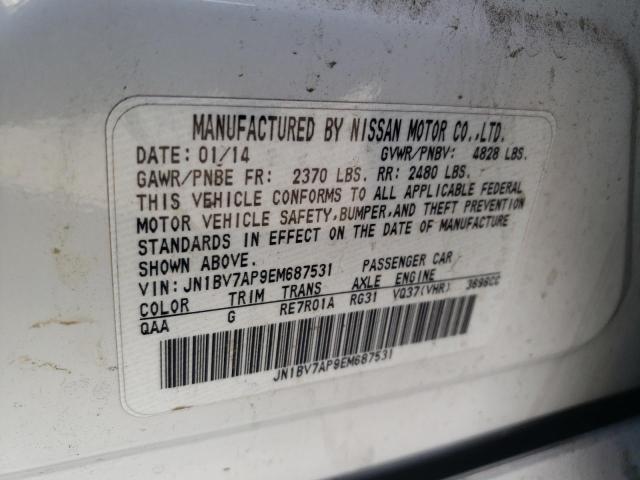 MANUFACTURED BY NISSAN MOTOR CO.,LTD.
DATE: 01/14 GVWR/PNBV: 4828 LBS.
GAWR/PNBE FR: 2370 LBS. RR: 2480 LBS.
THIS VEHICLE CONFORMS TO ALL APPLICABLE FEDERAL
MOTOR VEHICLE SAFETY,BUMPER,AND THEFT PREVENTION
STANDARDS IN EFFECT ON THE DATE OF MANUFACTURE
SHOWN ABOVE.
VIN:JN1BV7AP9EM687531 PASSENGER CAR
COLOR TRIM TRANS AXLE ENGINE
QAA G RE7R01A RG31 VQ37(VHR) 3696CC
JN1BV7AP9EM687531